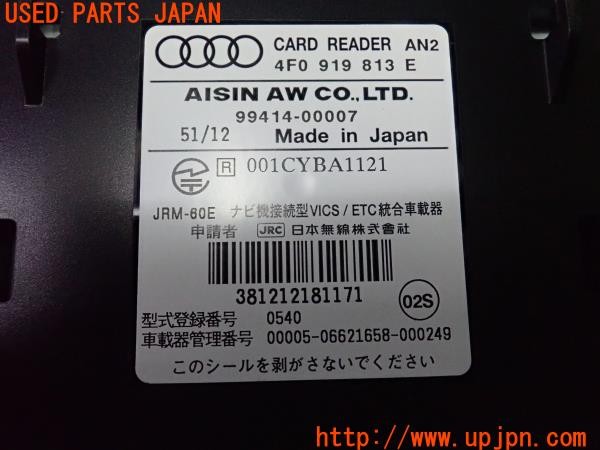 USED PARTS JAPAN
CARD READER AN2
4F0 919 813 E
AISIN AW CO.,LTD.
99414-00007
51/12 Made in Japan
R 001CYBA1121
JRM-60E ナビ機接続型VICS/ETC統合車載器
申請者 JRC 日本無線株式会社
381212181171
02S
型式登録番号 0540
車載器管理番号 00005-06621658-000249
このシールを剥がさないでください
http://www.upjpn.com